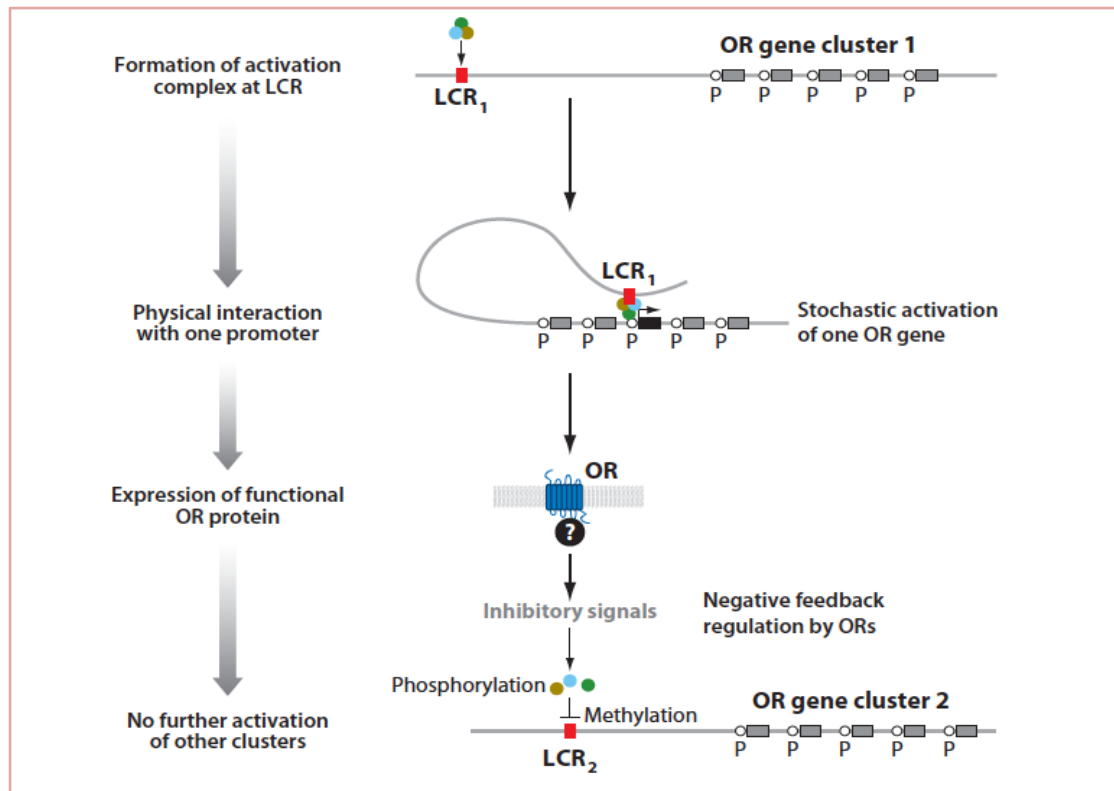 Formation of activation
complex at LCR
OR gene cluster 1
LCR1
P P P P P
Physical interaction
with one promoter
LCR1
P P P P P
Stochastic activation
of one OR gene
Expression of functional
OR protein
OR
?
Inhibitory signals
Negative feedback
regulation by ORs
Phosphorylation
Methylation
No further activation
of other clusters
OR gene cluster 2
LCR2
P P P P P